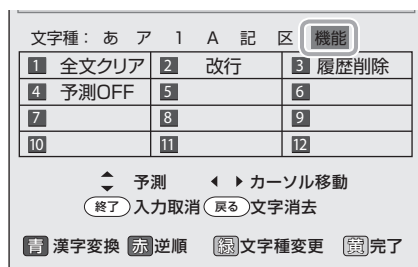 文字種： あ ア 1 A 記 区 機能
1 全文クリア 2 改行 3 履歴削除
4 予測OFF 5 6
7 8 9
10 11 12
予測 カーソル移動
終了 入力取消 戻る 文字消去
青 漢字変換 赤 逆順 緑 文字種変更 黄 完了